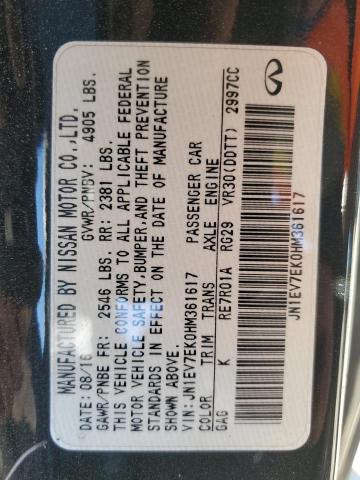 MANUFACTURED BY NISSAN MOTOR CO.,LTD.
DATE: 08/16 GVWR/PNBV: 4905 LBS.
GAWR/PNBE FR: 2546 LBS. RR: 2381 LBS.
THIS VEHICLE CONFORMS TO ALL APPLICABLE FEDERAL
MOTOR VEHICLE SAFETY,BUMPER,AND THEFT PREVENTION
STANDARDS IN EFFECT ON THE DATE OF MANUFACTURE
SHOWN ABOVE.
VIN: JN1EV7EK0HM361617 PASSENGER CAR
COLOR TRIM TRANS AXLE ENGINE
GAG K RE7R01A RG29 VR30(DDTT) 2997CC
JN1EV7EK0HM361617